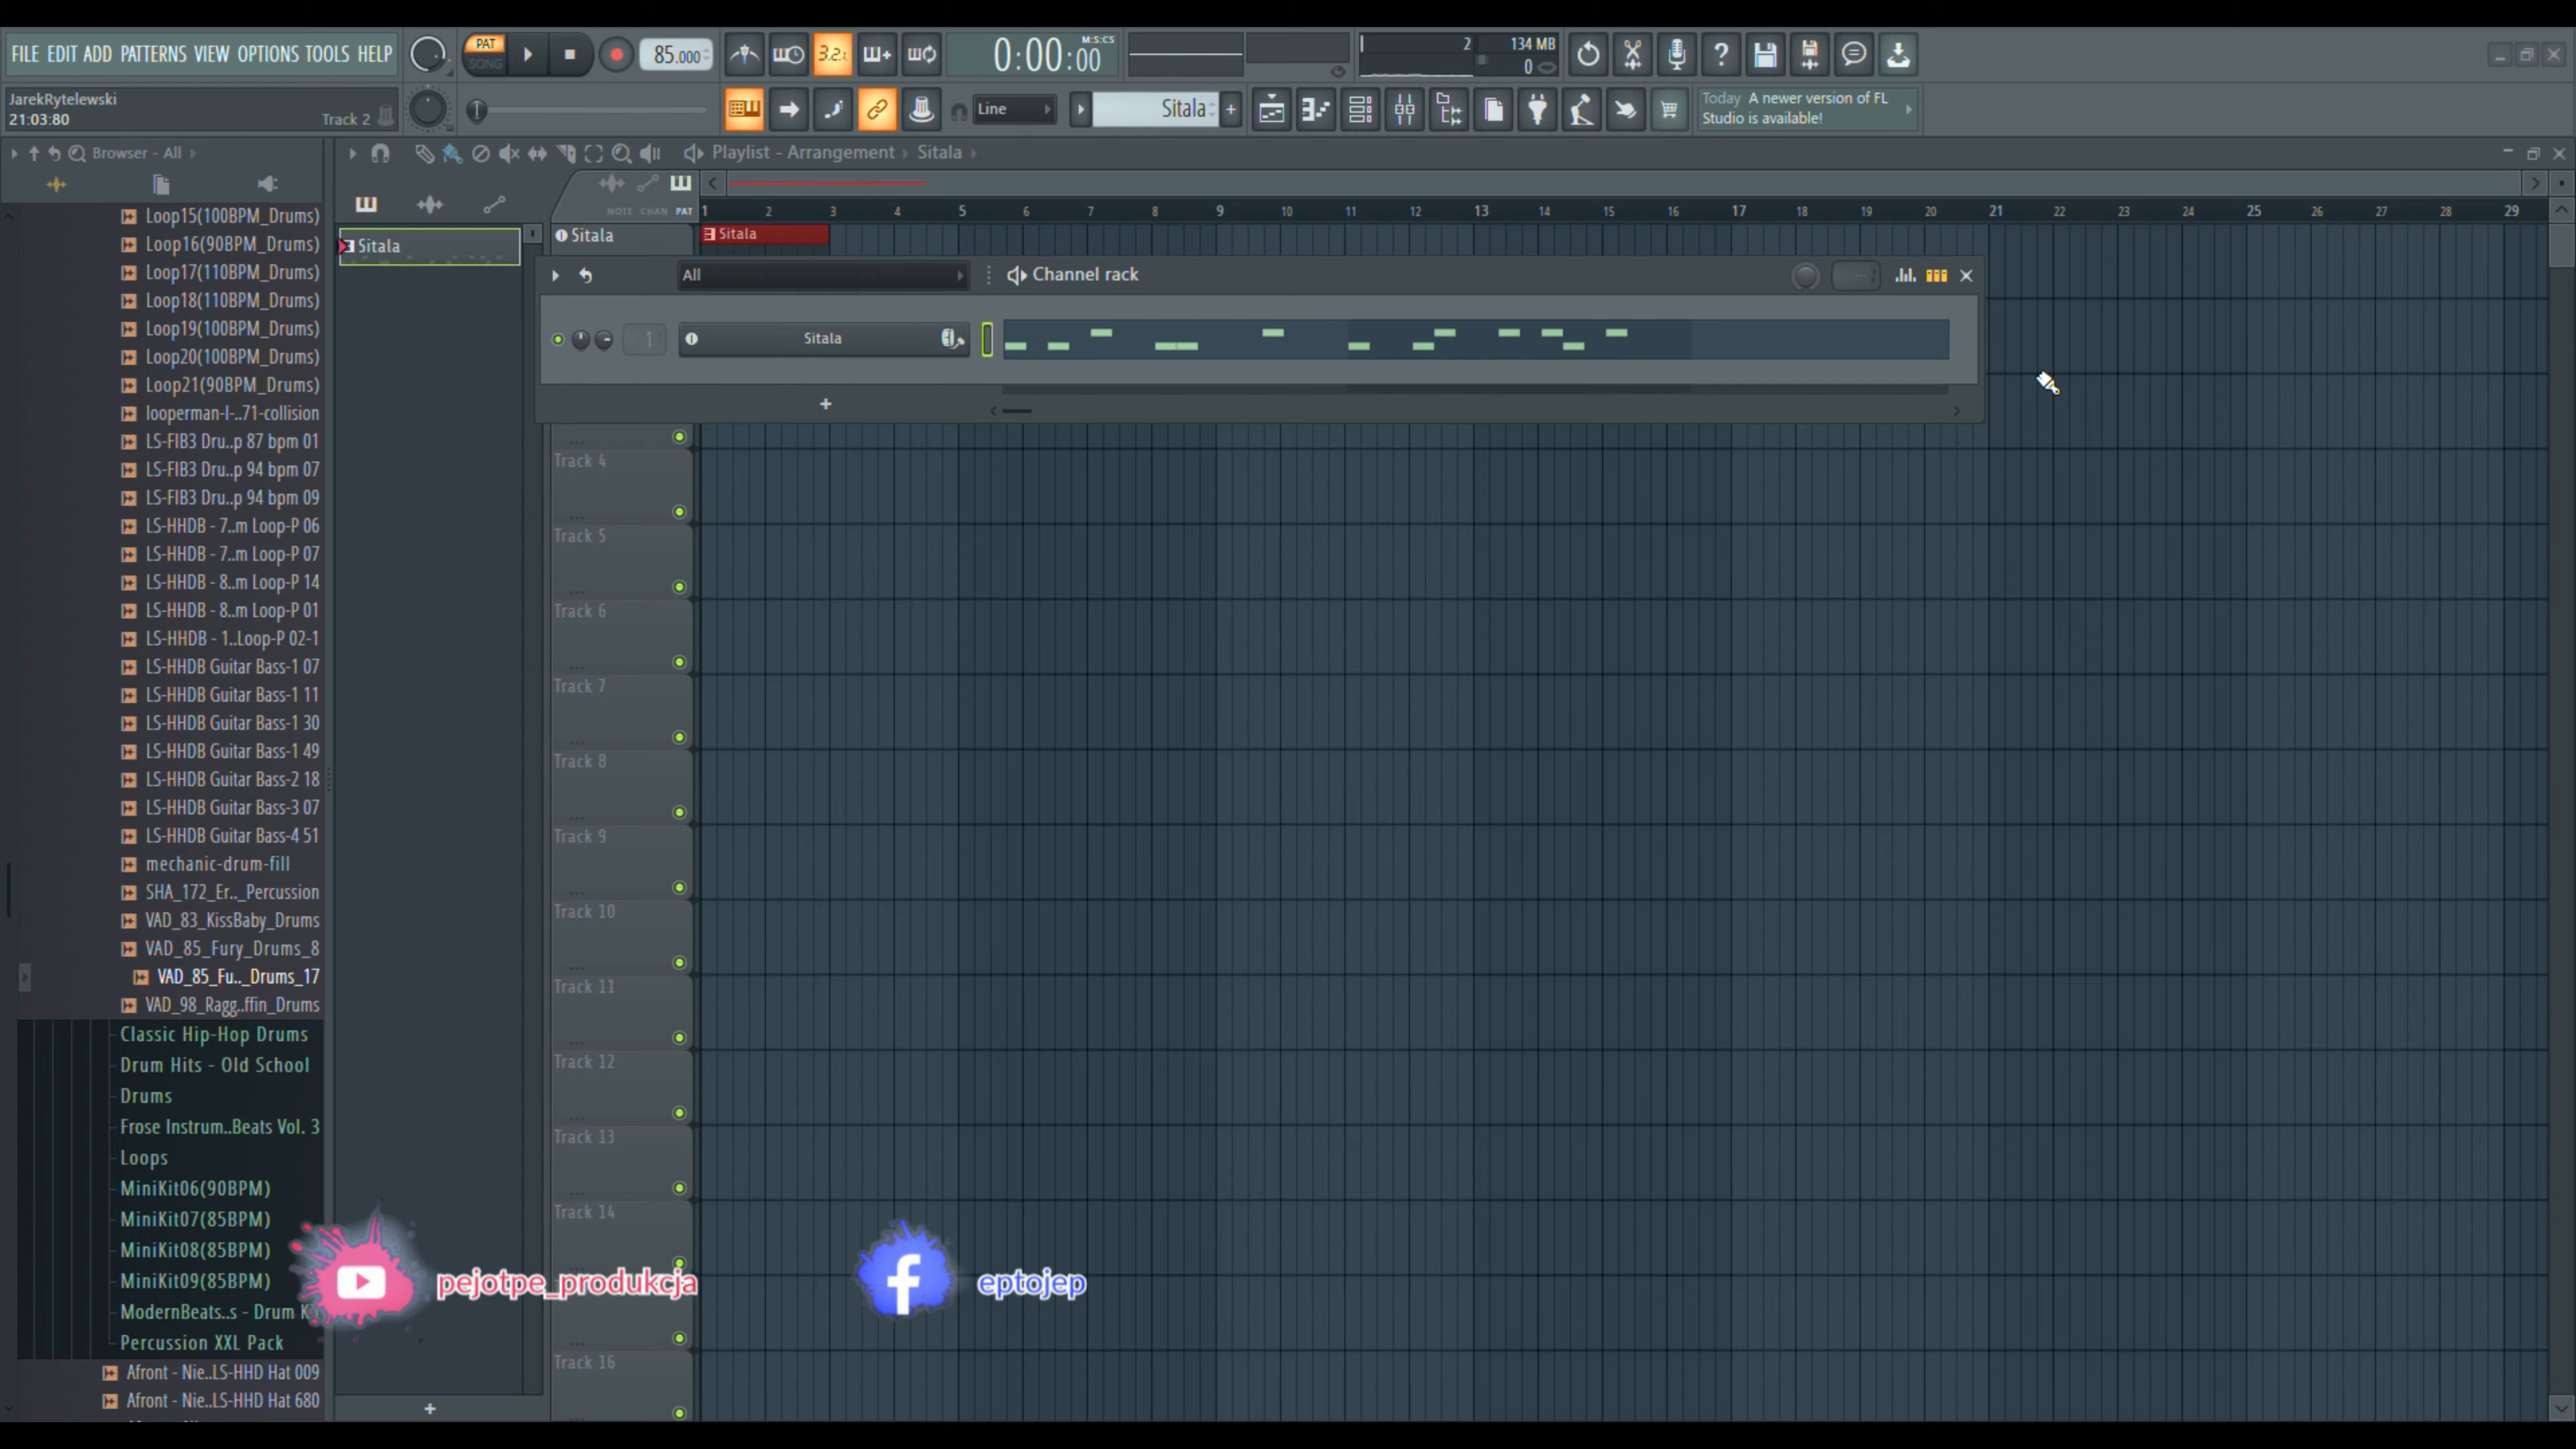 FILE EDIT ADD PATTERNS VIEW OPTIONS TOOLS HELP
PAT
SONG
85.000
3.2.
M:S:CS
0:00:00
2
134 MB
0
JarekRytelewski
21:03:80
Track 2
Line
Sitala
Today A newer version of FL
Studio is available!
Browser - All
Playlist - Arrangement
Sitala
NOTE CHAN PAT
1 2 3 4 5 6 7 8 9 10 11 12 13 14 15 16 17 18 19 20 21 22 23 24 25 26 27 28 29
Sitala
Sitala
Sitala
All
Channel rack
1
Sitala
Loop15(100BPM_Drums)
Loop16(90BPM_Drums)
Loop17(110BPM_Drums)
Loop18(110BPM_Drums)
Loop19(100BPM_Drums)
Loop20(100BPM_Drums)
Loop21(90BPM_Drums)
looperman-l-..71-collision
LS-FIB3 Dru..p 87 bpm 01
LS-FIB3 Dru..p 94 bpm 07
LS-FIB3 Dru..p 94 bpm 09
LS-HHDB - 7..m Loop-P 06
LS-HHDB - 7..m Loop-P 07
LS-HHDB - 8..m Loop-P 14
LS-HHDB - 8..m Loop-P 01
LS-HHDB - 1..Loop-P 02-1
LS-HHDB Guitar Bass-1 07
LS-HHDB Guitar Bass-1 11
LS-HHDB Guitar Bass-1 30
LS-HHDB Guitar Bass-1 49
LS-HHDB Guitar Bass-2 18
LS-HHDB Guitar Bass-3 07
LS-HHDB Guitar Bass-4 51
mechanic-drum-fill
SHA_172_Er.._Percussion
VAD_83_KissBaby_Drums
VAD_85_Fury_Drums_8
VAD_85_Fu.._Drums_17
VAD_98_Ragg..ffin_Drums
Classic Hip-Hop Drums
Drum Hits - Old School
Drums
Frose Instrum..Beats Vol. 3
Loops
MiniKit06(90BPM)
MiniKit07(85BPM)
MiniKit08(85BPM)
MiniKit09(85BPM)
ModernBeats..s - Drum
Percussion XXL Pack
Afront - Nie..LS-HHD Hat 009
Afront - Nie..LS-HHD Hat 680
Track 4
Track 5
Track 6
Track 7
Track 8
Track 9
Track 10
Track 11
Track 12
Track 13
Track 14
Track 16
pejotpe_produkcja
eptojep